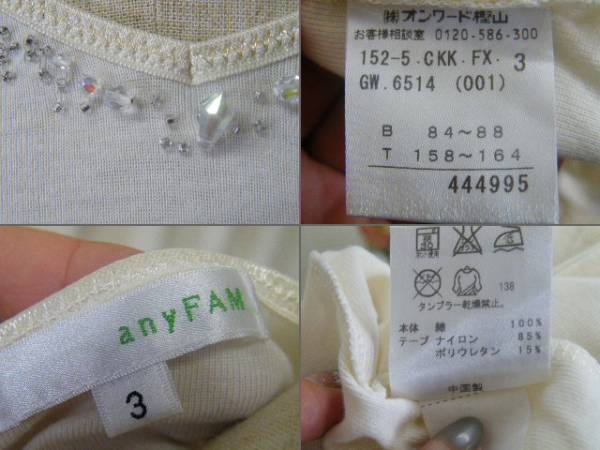 ㈱オンワード樫山
お客様相談室 0120-586-300
152-5.CKK.FX. 3
GW.6514 (001)
B 84～88
T 158～164
444995
anyFAM
3
138
タンブラー乾燥禁止。
本体 綿 100%
テープ ナイロン 85%
ポリウレタン 15%
中国製